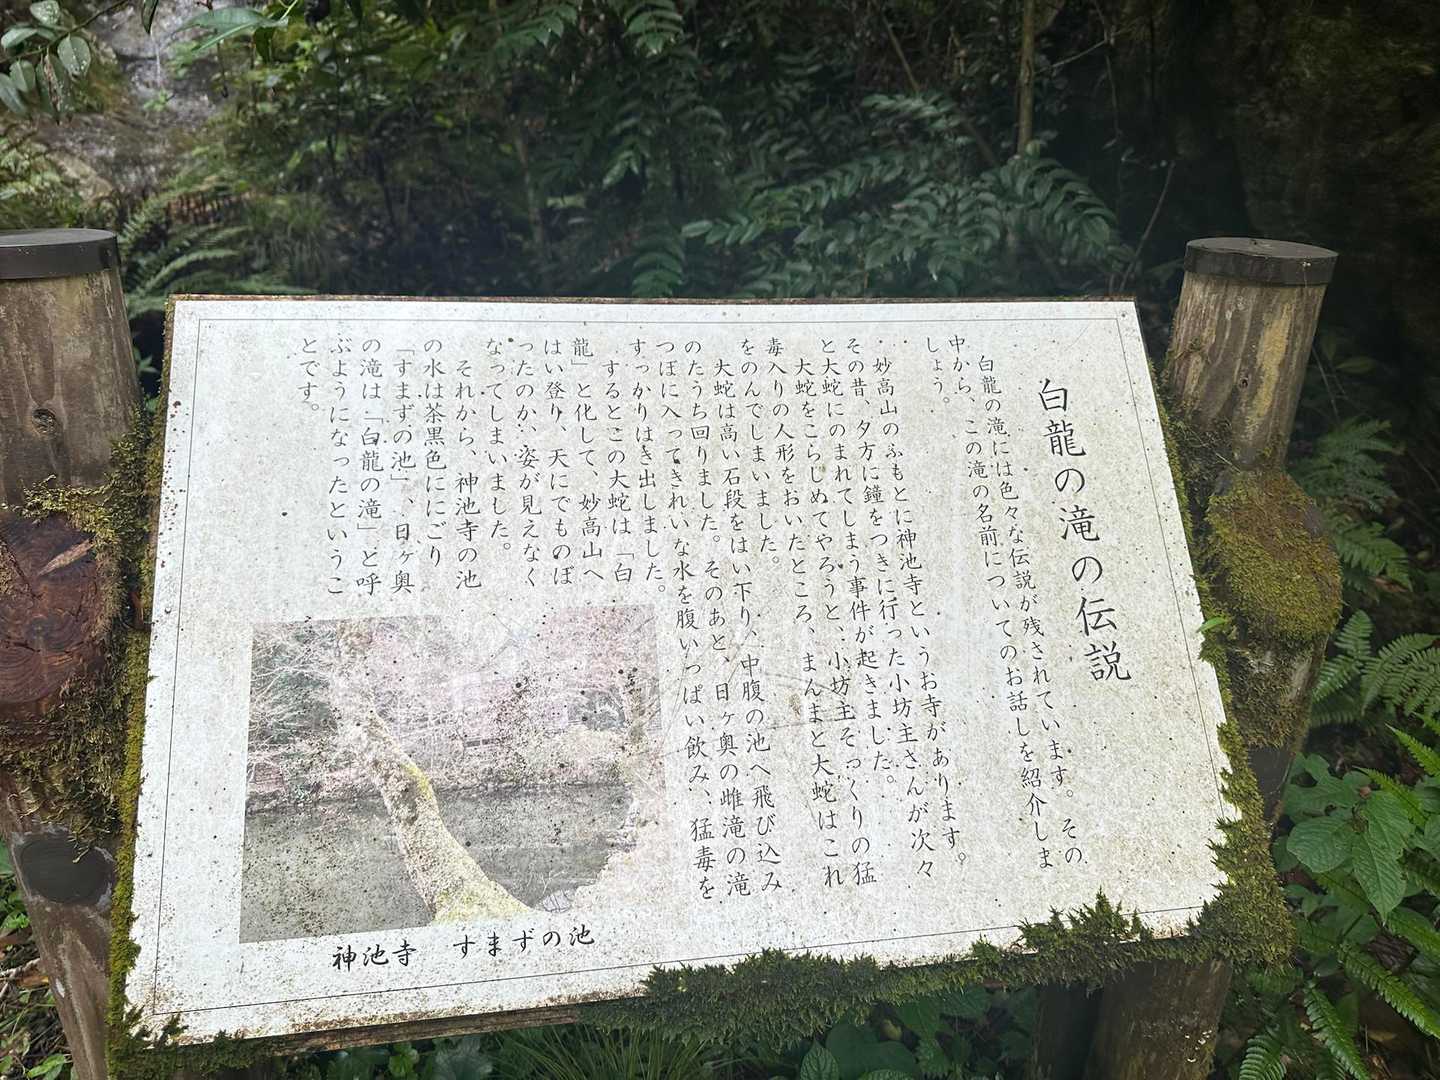 白龍の滝の伝説
白龍の滝には色々な伝説が残されています。その
中から、この滝の名前についてのお話しを紹介しま
しょう。
妙高山のふもとに神池寺というお寺があります。
その昔、夕方に鐘をつきに行った小坊主さんが次々
と大蛇にのまれてしまう事件が起きました。
大蛇をこらしめてやろうと、小坊主そっくりの猛
毒入りの人形をおいたところ、まんまと大蛇はこれ
をのんでしまいました。
大蛇は高い石段をはい下り、中腹の池へ飛び込み
のたうち回りました。そのあと、日ヶ奥の雌滝の滝
つぼに入ってきれいな水を腹いっぱい飲み、猛毒を
すっかりはき出しました。
するとこの大蛇は、「白
龍」と化して、妙高山へ
はい登り、天にでものぼ
ったのか、姿が見えなく
なってしまいました。
それから、神池寺の池
の水は茶黒色ににごり
「すまずの池」、日ヶ奥
の滝は「白龍の滝」と呼
ぶようになったというこ
とです。
神池寺　すまずの池